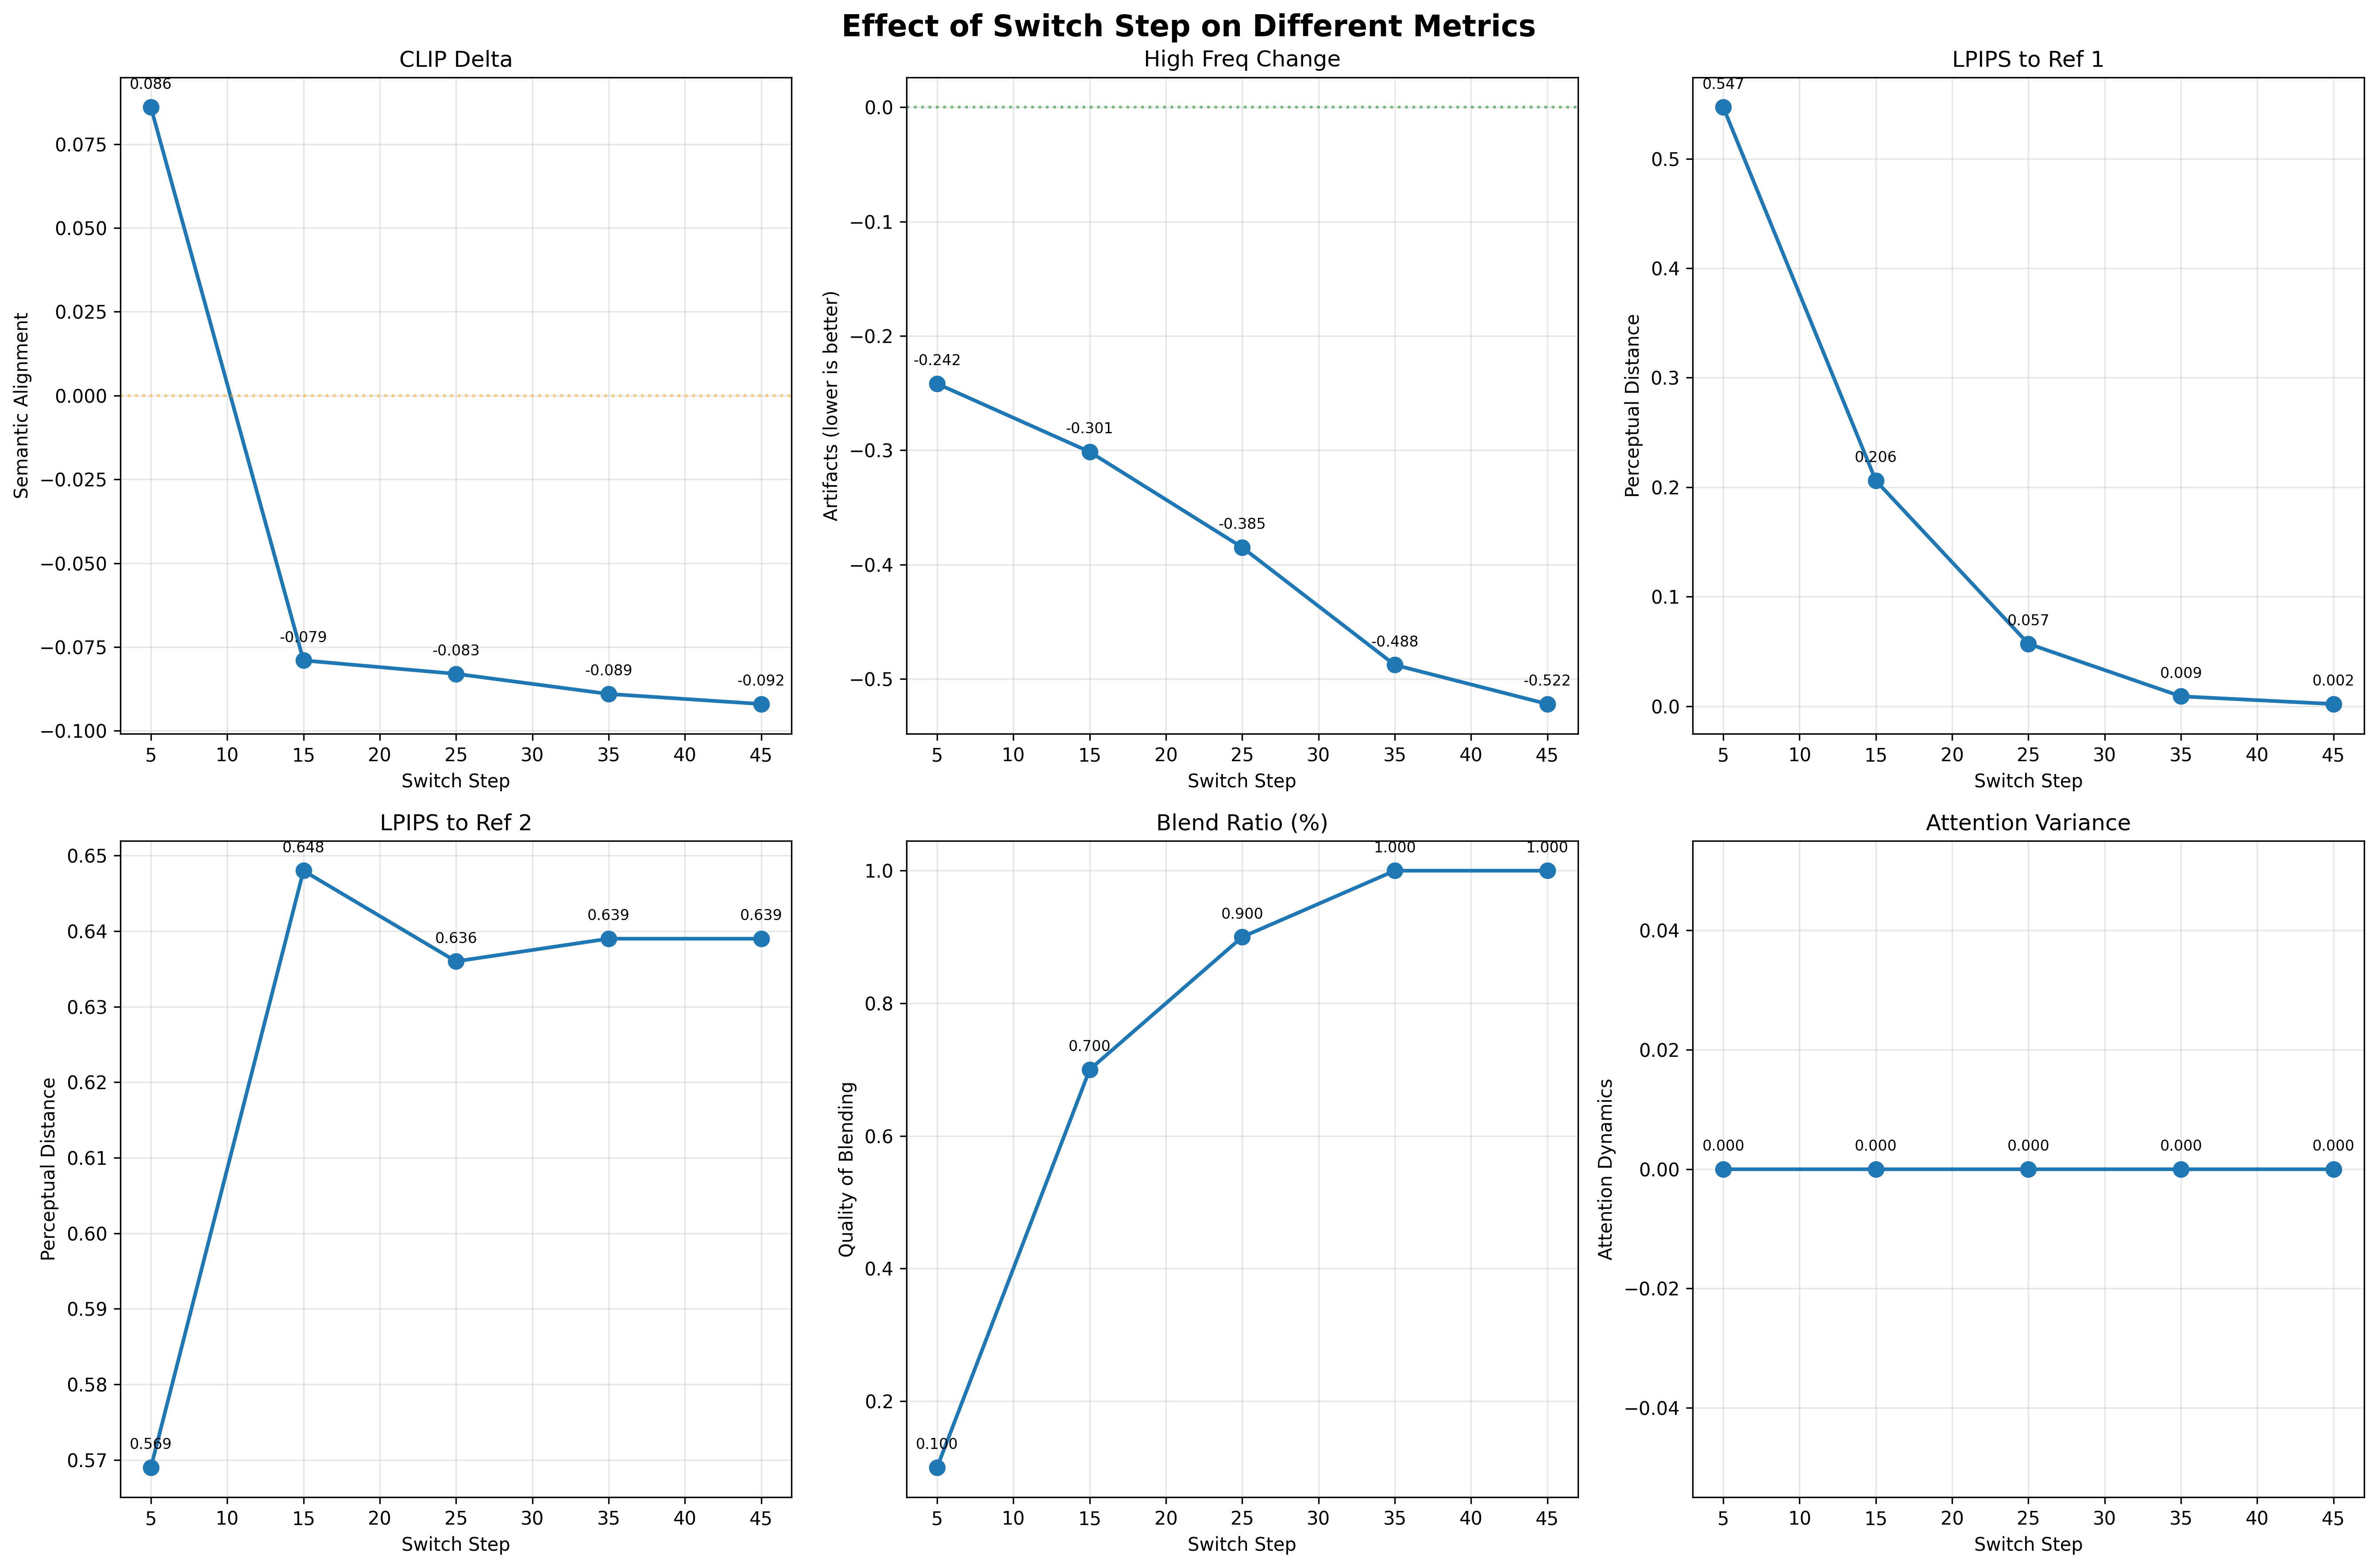 Effect of Switch Step on Different Metrics
CLIP Delta
Semantic Alignment
0.075
0.050
0.025
0.000
−0.025
−0.050
−0.075
−0.100
0.086
-0.079
-0.083
-0.089
-0.092
5 10 15 20 25 30 35 40 45
Switch Step
High Freq Change
Artifacts (lower is better)
0.0
−0.1
−0.2
−0.3
−0.4
−0.5
-0.242
-0.301
-0.385
-0.488
-0.522
5 10 15 20 25 30 35 40 45
Switch Step
LPIPS to Ref 1
Perceptual Distance
0.5
0.4
0.3
0.2
0.1
0.0
0.547
0.206
0.057
0.009
0.002
5 10 15 20 25 30 35 40 45
Switch Step
LPIPS to Ref 2
Perceptual Distance
0.65
0.64
0.63
0.62
0.61
0.60
0.59
0.58
0.57
0.569
0.648
0.636
0.639
0.639
5 10 15 20 25 30 35 40 45
Switch Step
Blend Ratio (%)
Quality of Blending
1.0
0.8
0.6
0.4
0.2
0.100
0.700
0.900
1.000
1.000
5 10 15 20 25 30 35 40 45
Switch Step
Attention Variance
Attention Dynamics
0.04
0.02
0.00
−0.02
−0.04
0.000
0.000
0.000
0.000
0.000
5 10 15 20 25 30 35 40 45
Switch Step